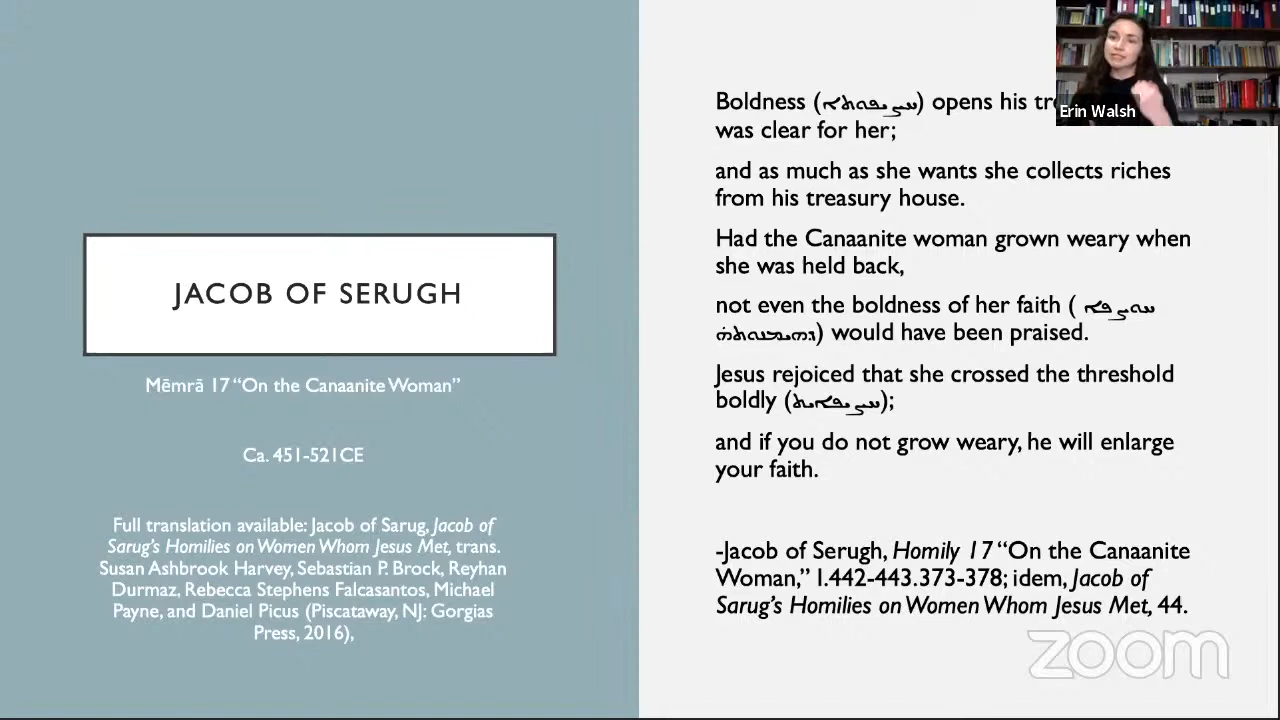 JACOB OF SERUGH
Mēmrā 17 “On the Canaanite Woman”
Ca. 451-521CE
Full translation available: Jacob of Sarug, Jacob of
Sarug’s Homilies on Women Whom Jesus Met, trans.
Susan Ashbrook Harvey, Sebastian P. Brock, Reyhan
Durmaz, Rebecca Stephens Falcasantos, Michael
Payne, and Daniel Picus (Piscataway, NJ: Gorgias
Press, 2016),
Boldness (ܚܨܝܦܘܬܐ) opens his
was clear for her;
and as much as she wants she collects riches
from his treasury house.
Had the Canaanite woman grown weary when
she was held back,
not even the boldness of her faith ( ܚܘܨܦܐ
ܕܗܝܡܢܘܬܗ̇) would have been praised.
Jesus rejoiced that she crossed the threshold
boldly (ܚܨܝܦܐܝܬ);
and if you do not grow weary, he will enlarge
your faith.
-Jacob of Serugh, Homily 17 “On the Canaanite
Woman,” I.442-443.373-378; idem, Jacob of
Sarug’s Homilies on Women Whom Jesus Met, 44.
Erin Walsh
zoom